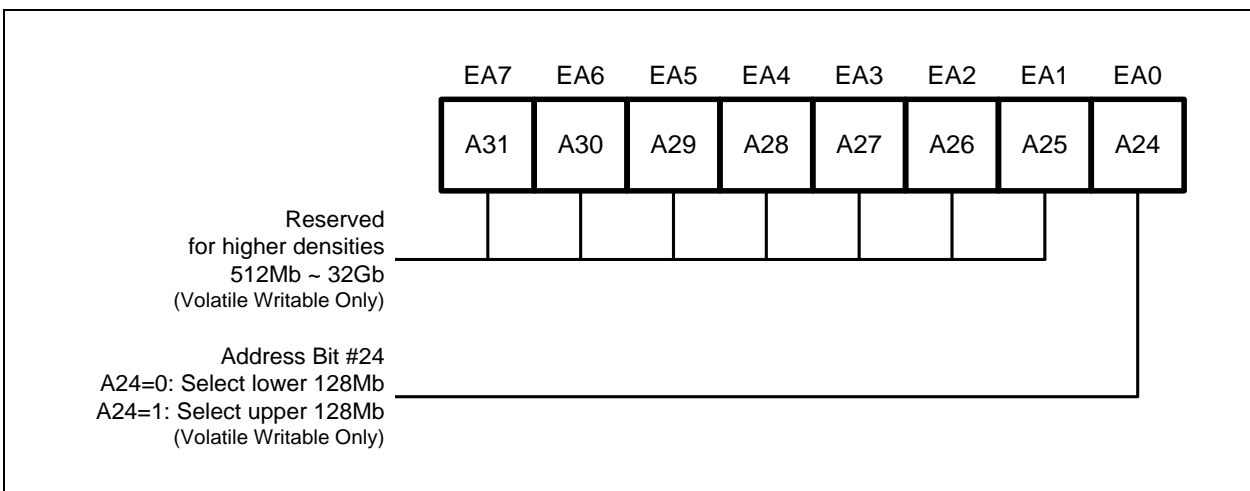 EA7 EA6 EA5 EA4 EA3 EA2 EA1 EA0
A31 A30 A29 A28 A27 A26 A25 A24
Reserved
for higher densities
512Mb ~ 32Gb
(Volatile Writable Only)
Address Bit #24
A24=0: Select lower 128Mb
A24=1: Select upper 128Mb
(Volatile Writable Only)